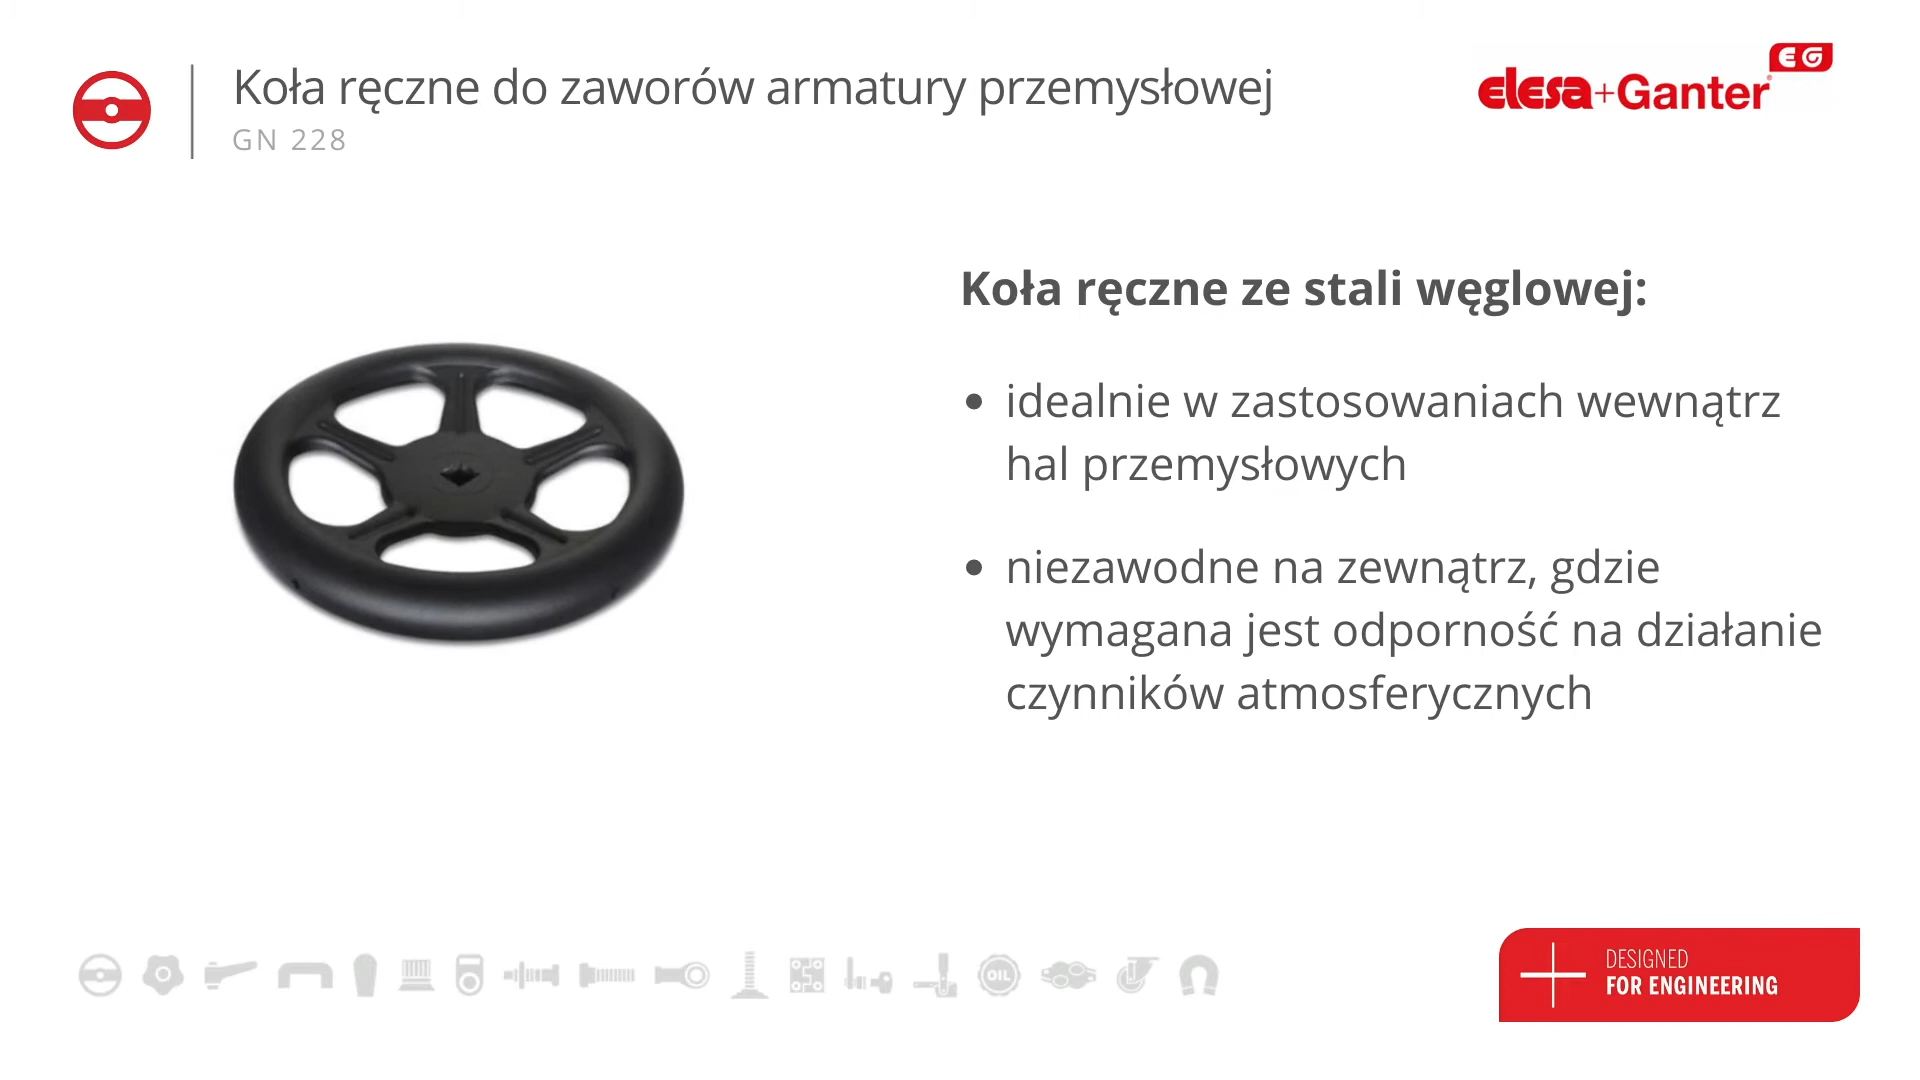 Koła ręczne do zaworów armatury przemysłowej
GN 228
elesa+Ganter
EG
Koła ręczne ze stali węglowej:
• idealnie w zastosowaniach wewnątrz
hal przemysłowych
• niezawodne na zewnątrz, gdzie
wymagana jest odporność na działanie
czynników atmosferycznych
OIL
DESIGNED
FOR ENGINEERING